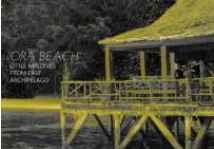 ORA BEACH
LITTLE MALDIVES
FROM EAST
ARCHIPELAGO